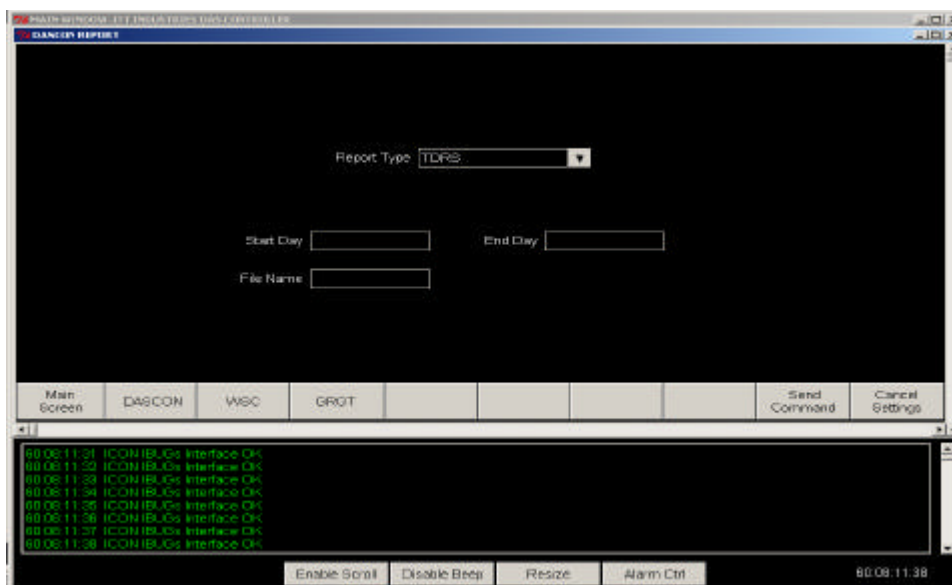 MAIN WINDOW-ITT INDUSTRIES DAS CONTROLLER
DASCON REPORT
Report Type TDRS
Start Day End Day
File Name
Main Screen DASCON WSC GRGT Send Command Cancel Settings
60:08:11:31 ICON IBUGs Interface OK
60:08:11:32 ICON IBUGs Interface OK
60:08:11:33 ICON IBUGs Interface OK
60:08:11:34 ICON IBUGs Interface OK
60:08:11:35 ICON IBUGs Interface OK
60:08:11:36 ICON IBUGs Interface OK
60:08:11:37 ICON IBUGs Interface OK
60:08:11:38 ICON IBUGs Interface OK
Enable Scroll Disable Beep Resize Alarm Ctrl 60:08:11:38